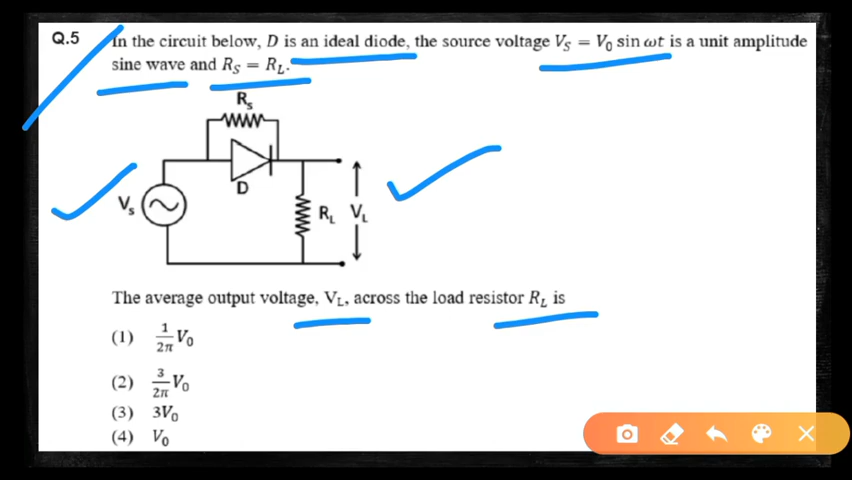 Q.5 In the circuit below, D is an ideal diode, the source voltage V_S = V_0 sin ωt is a unit amplitude
sine wave and R_S = R_L.
R_s
D
V_s
R_L V_L
The average output voltage, V_L, across the load resistor R_L is
(1) 1/2π V_0
(2) 3/2π V_0
(3) 3V_0
(4) V_0